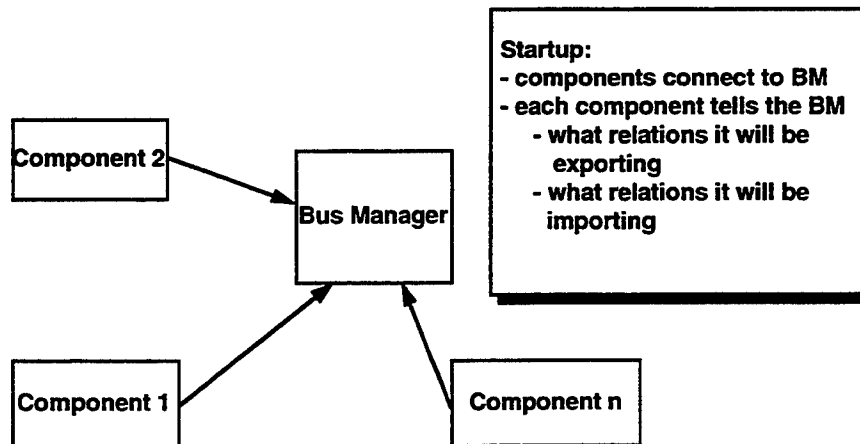 Startup:
- components connect to BM
- each component tells the BM
- what relations it will be
exporting
- what relations it will be
importing
Component 2
Bus Manager
Component 1
Component n